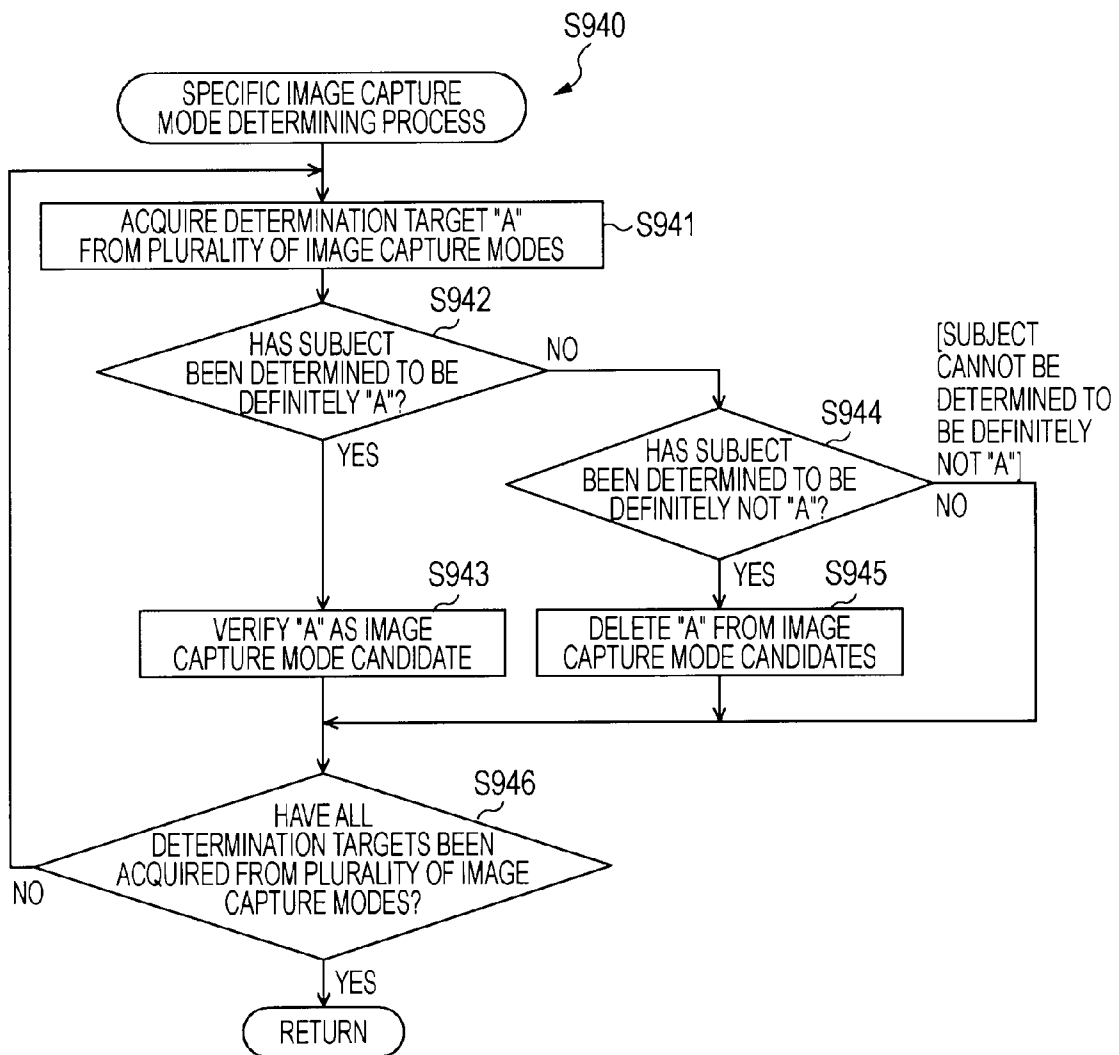 S940
SPECIFIC IMAGE CAPTURE
MODE DETERMINING PROCESS
ACQUIRE DETERMINATION TARGET "A"
FROM PLURALITY OF IMAGE CAPTURE MODES
S941
S942
HAS SUBJECT
BEEN DETERMINED TO BE
DEFINITELY "A"?
NO
YES
[SUBJECT
CANNOT BE
DETERMINED TO
BE DEFINITELY
NOT "A"]
S944
HAS SUBJECT
BEEN DETERMINED TO BE
DEFINITELY NOT "A"?
NO
YES
S943
VERIFY "A" AS IMAGE
CAPTURE MODE CANDIDATE
S945
DELETE "A" FROM IMAGE
CAPTURE MODE CANDIDATES
S946
HAVE ALL
DETERMINATION TARGETS BEEN
ACQUIRED FROM PLURALITY OF IMAGE
CAPTURE MODES?
NO
YES
RETURN